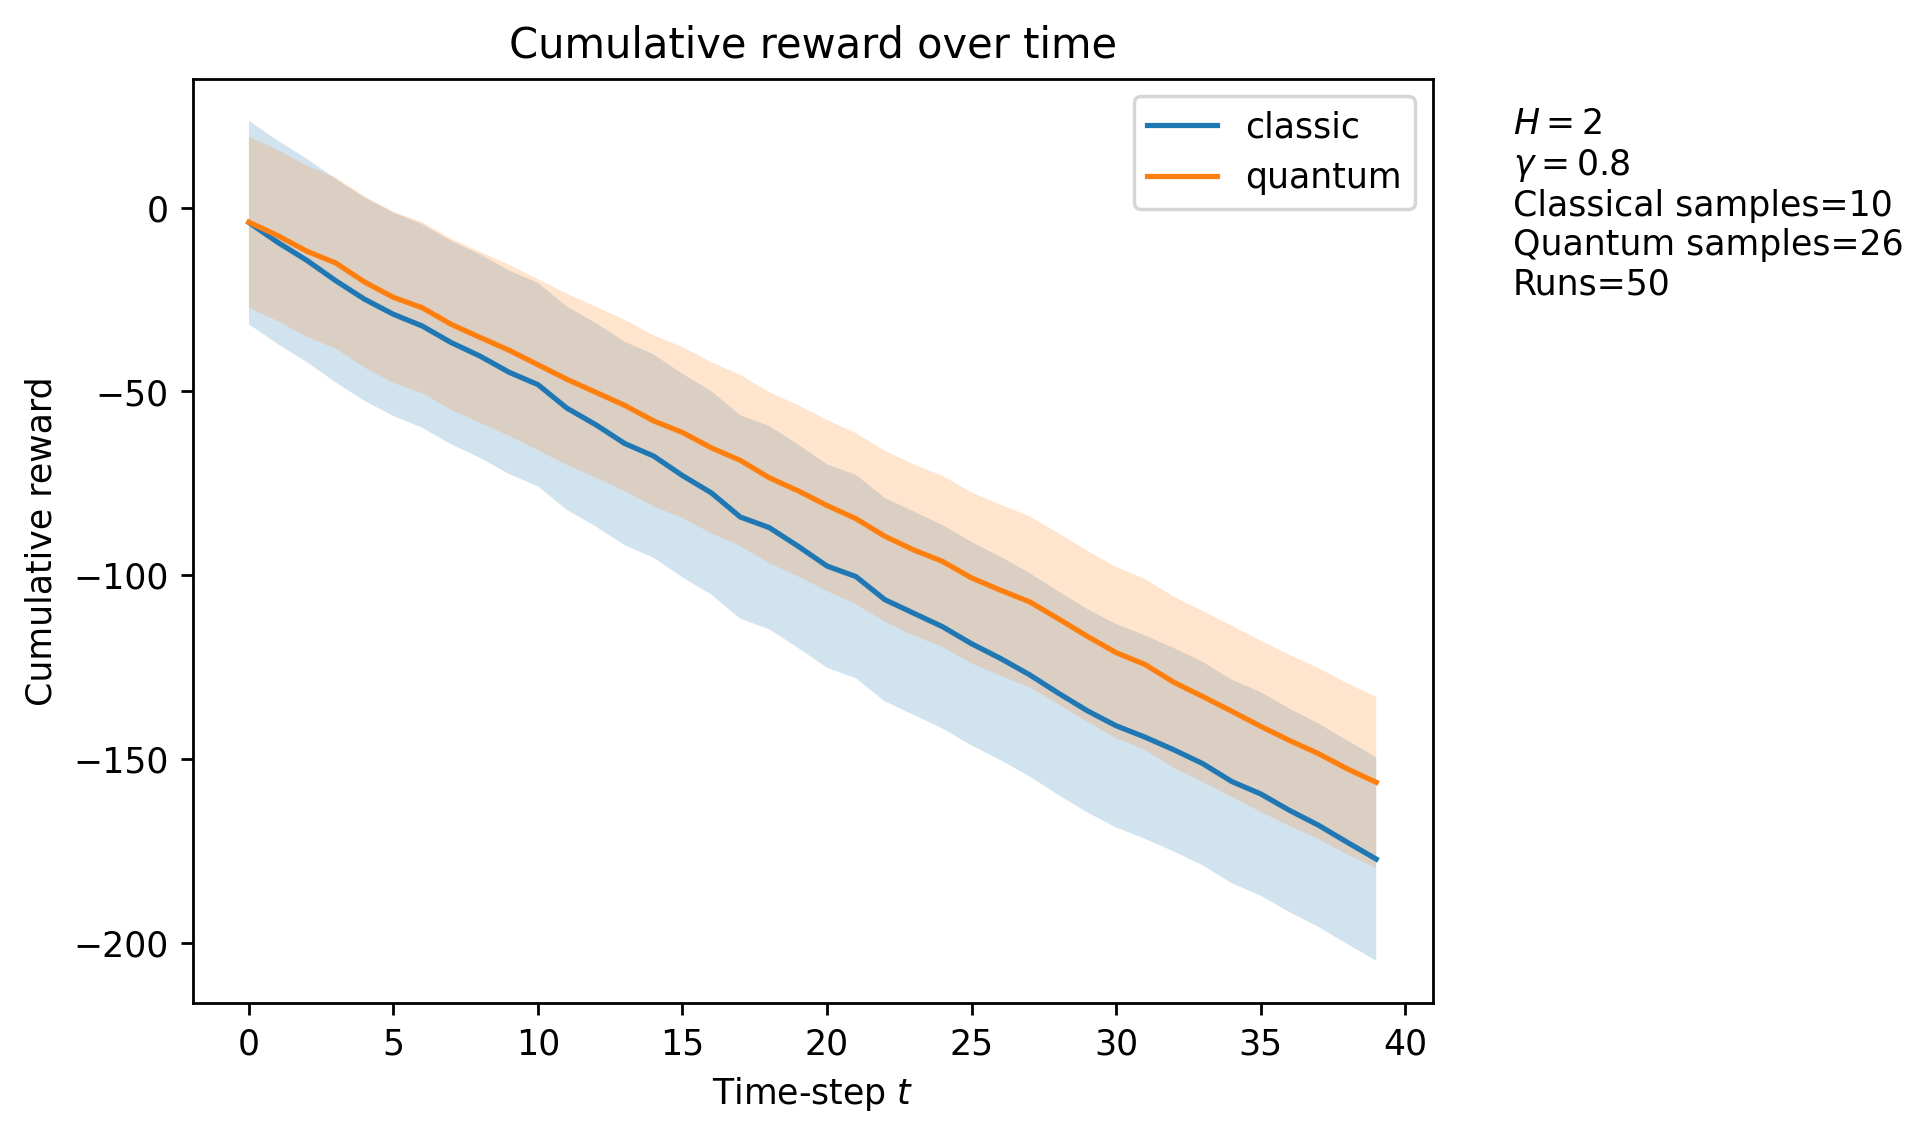 Cumulative reward over time
classic
quantum
H = 2
γ = 0.8
Classical samples=10
Quantum samples=26
Runs=50
Cumulative reward
0
−50
−100
−150
−200
0 5 10 15 20 25 30 35 40
Time-step t